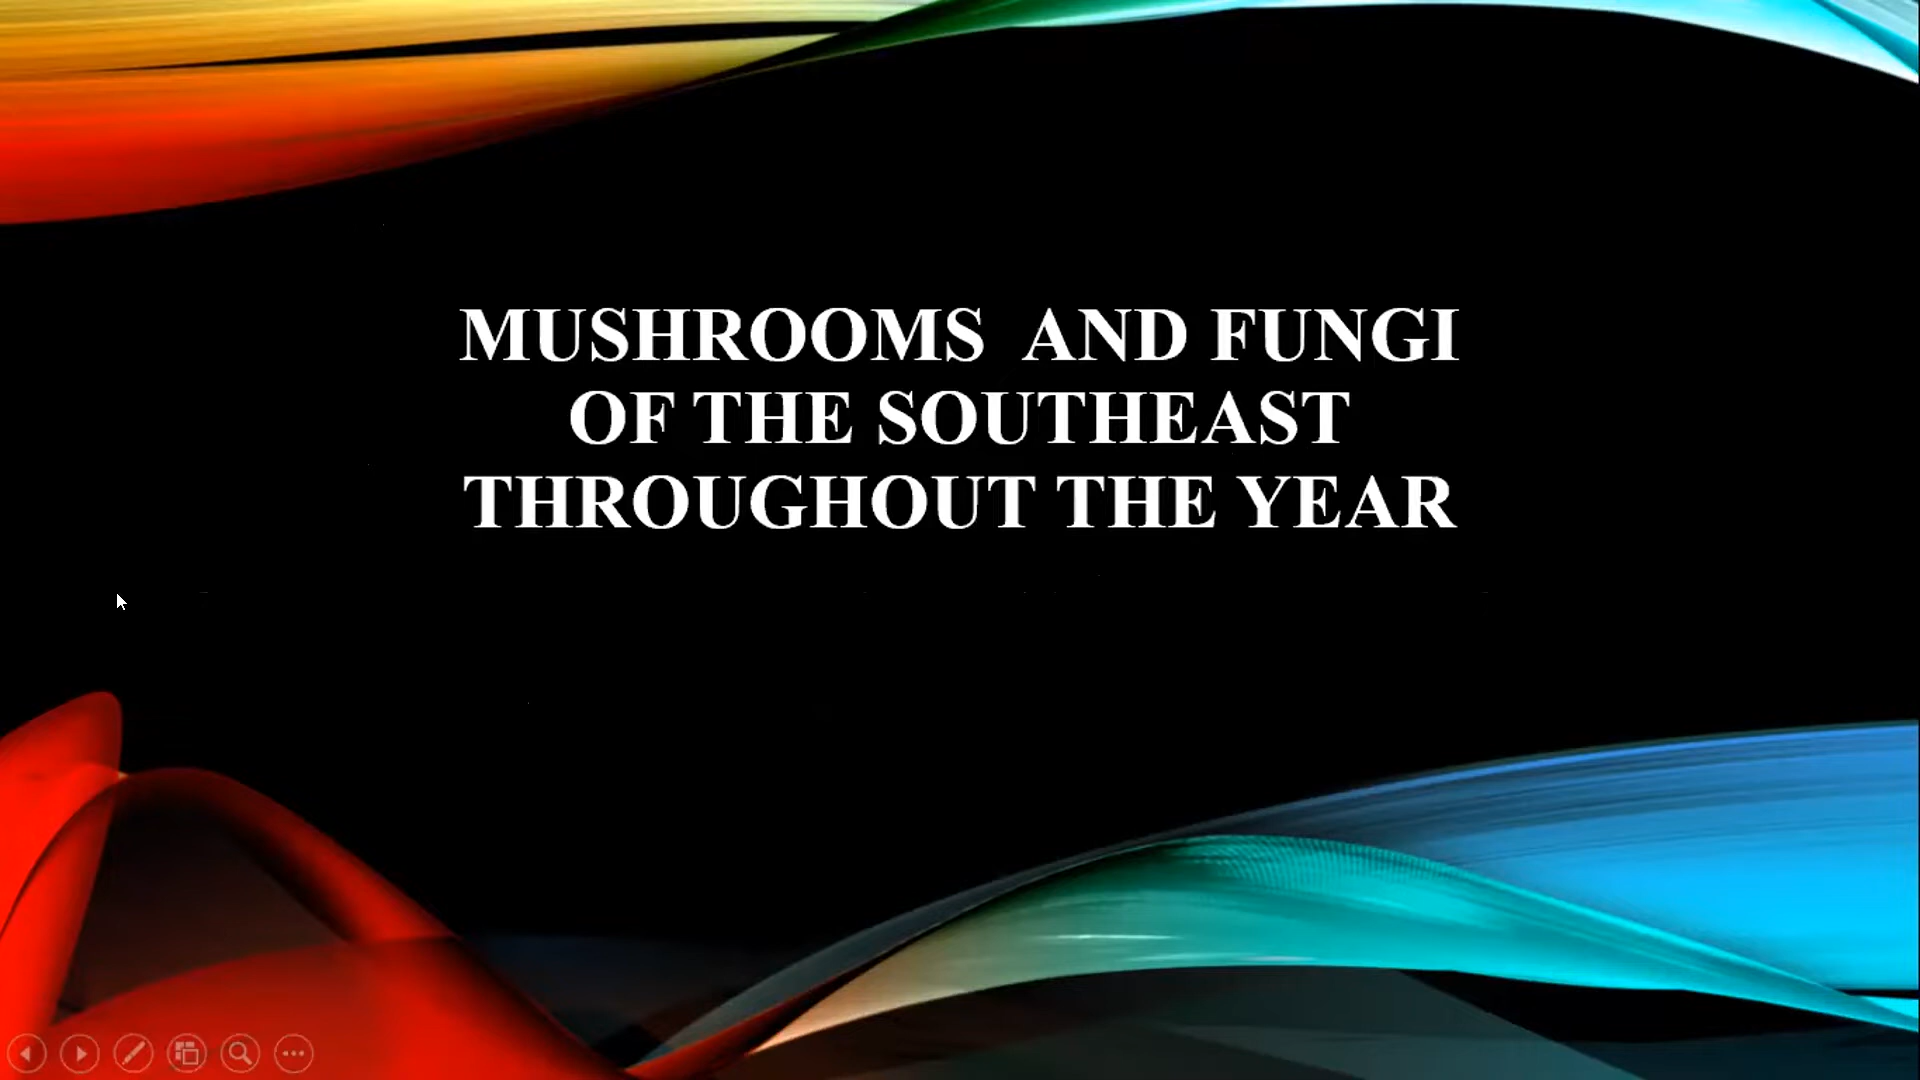 MUSHROOMS  AND FUNGI
OF THE SOUTHEAST
THROUGHOUT THE YEAR